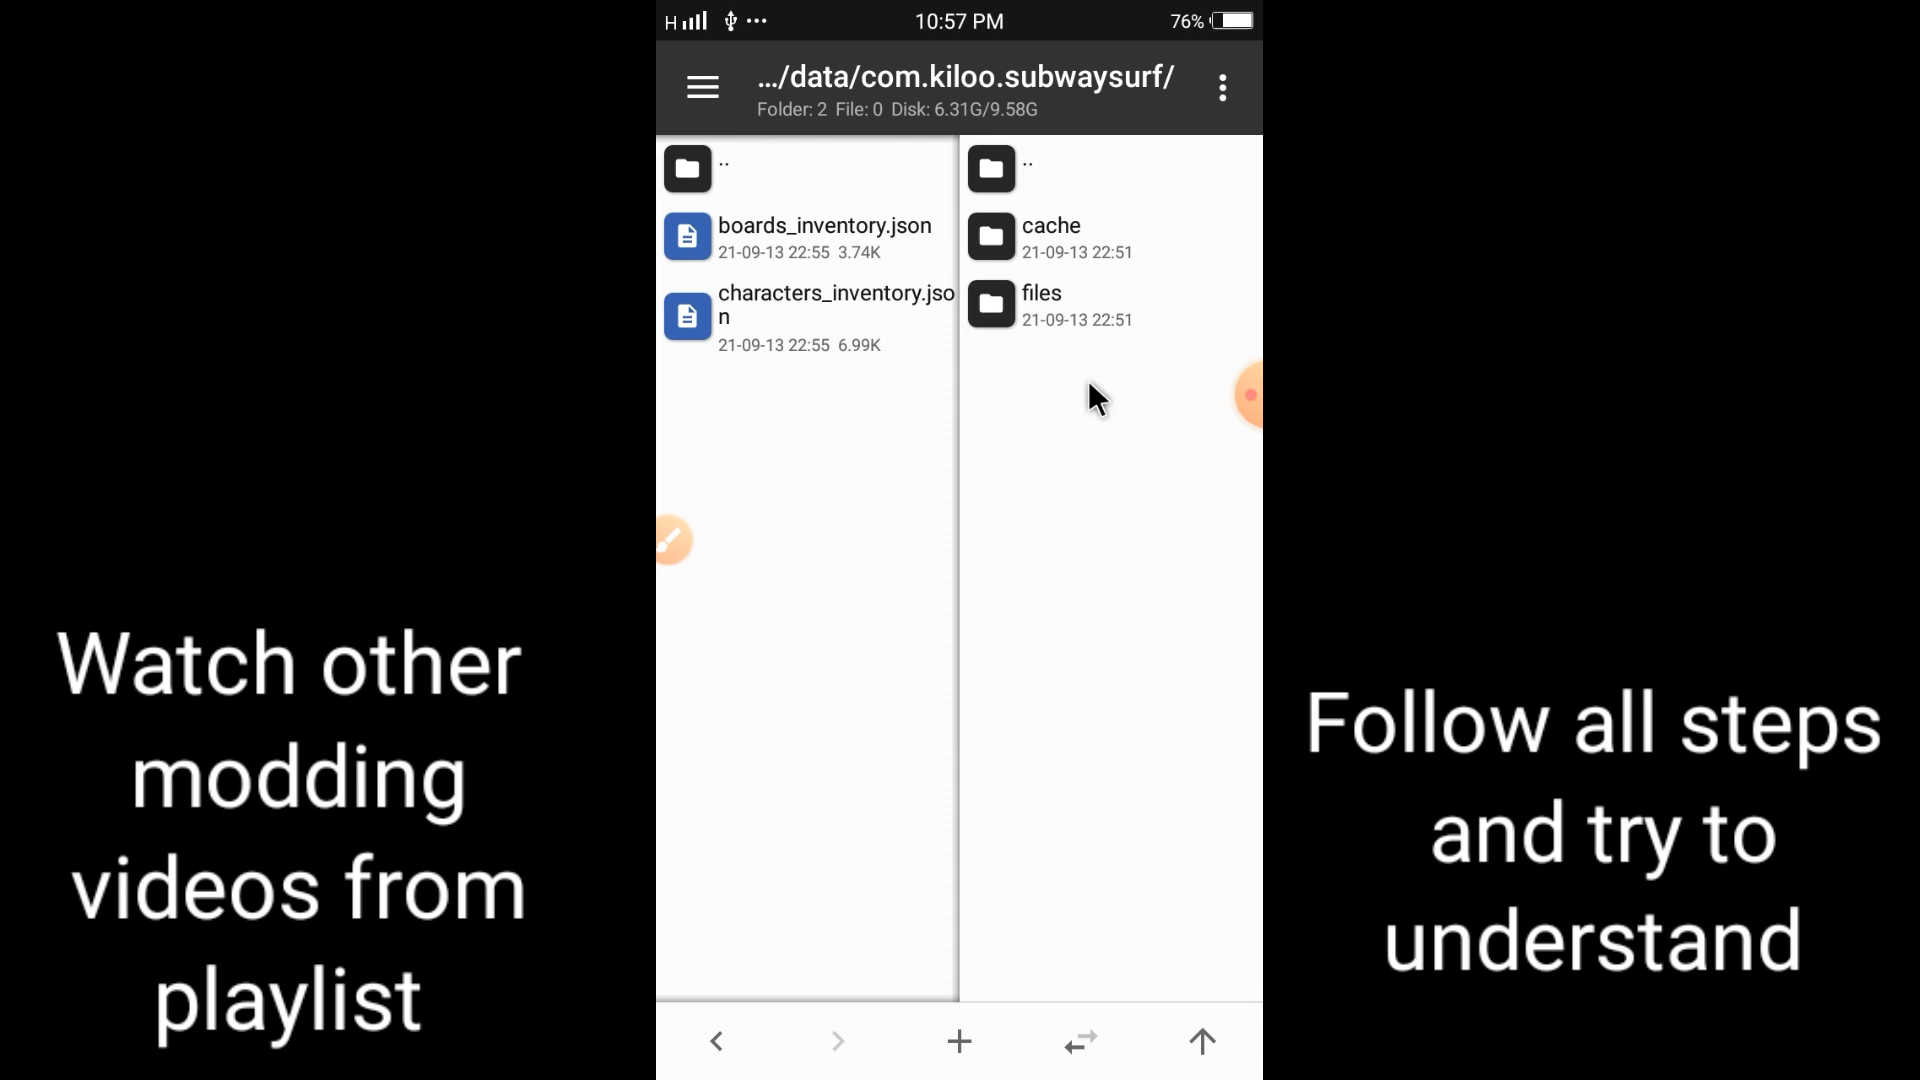 H
10:57 PM
76%
.../data/com.kiloo.subwaysurf/
Folder: 2 File: 0 Disk: 6.31G/9.58G
..
boards_inventory.json
21-09-13 22:55 3.74K
characters_inventory.jso
n
21-09-13 22:55 6.99K
..
cache
21-09-13 22:51
files
21-09-13 22:51
Watch other
modding
videos from
playlist
Follow all steps
and try to
understand